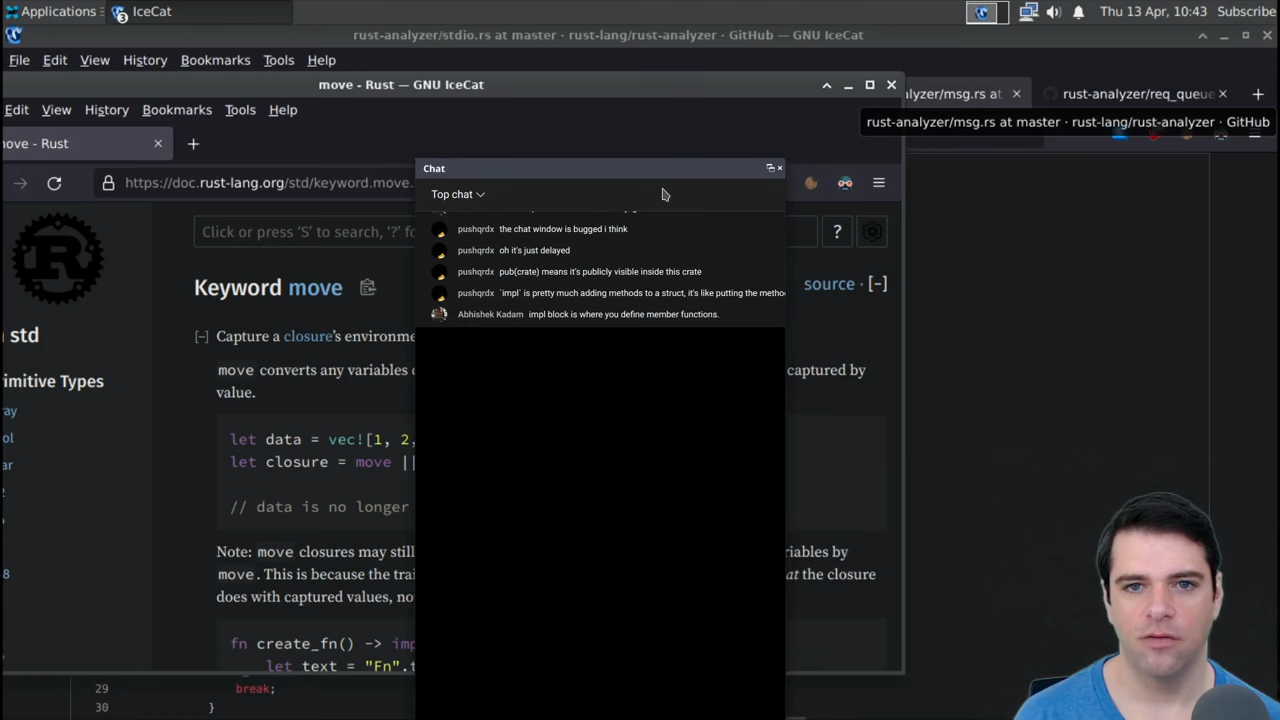 Applications
3
IceCat
Thu 13 Apr, 10:43
Subscribe
rust-analyzer/stdio.rs at master · rust-lang/rust-analyzer · GitHub — GNU IceCat
File Edit View History Bookmarks Tools Help
move - Rust — GNU IceCat
alyzer/msg.rs at
rust-analyzer/req_queue
Edit View History Bookmarks Tools Help
rust-analyzer/msg.rs at master · rust-lang/rust-analyzer · GitHub
move - Rust
https://doc.rust-lang.org/std/keyword.move.
Chat
Top chat
Click or press 'S' to search, '?' fo
?
pushqrdx the chat window is bugged i think
pushqrdx oh it's just delayed
pushqrdx pub(crate) means it's publicly visible inside this crate
pushqrdx `impl` is pretty much adding methods to a struct, it's like putting the metho
Abhishek Kadam impl block is where you define member functions.
Keyword move
source · [-]
n std
[-] Capture a closure's environme
rimitive Types
move converts any variables
captured by
value.
ray
ol
ar
2
8
let data = vec![1, 2,
let closure = move ||
// data is no longer
Note: move closures may still
riables by
move. This is because the trai
at the closure
does with captured values, no
fn create_fn() -> imp
let text = "Fn".t
29 break;
30 }